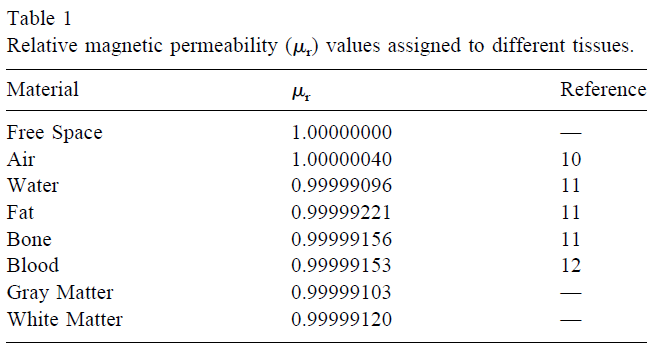 Table 1
Relative magnetic permeability (μr) values assigned to different tissues.
Material μr Reference
Free Space 1.00000000 —
Air 1.00000040 10
Water 0.99999096 11
Fat 0.99999221 11
Bone 0.99999156 11
Blood 0.99999153 12
Gray Matter 0.99999103 —
White Matter 0.99999120 —